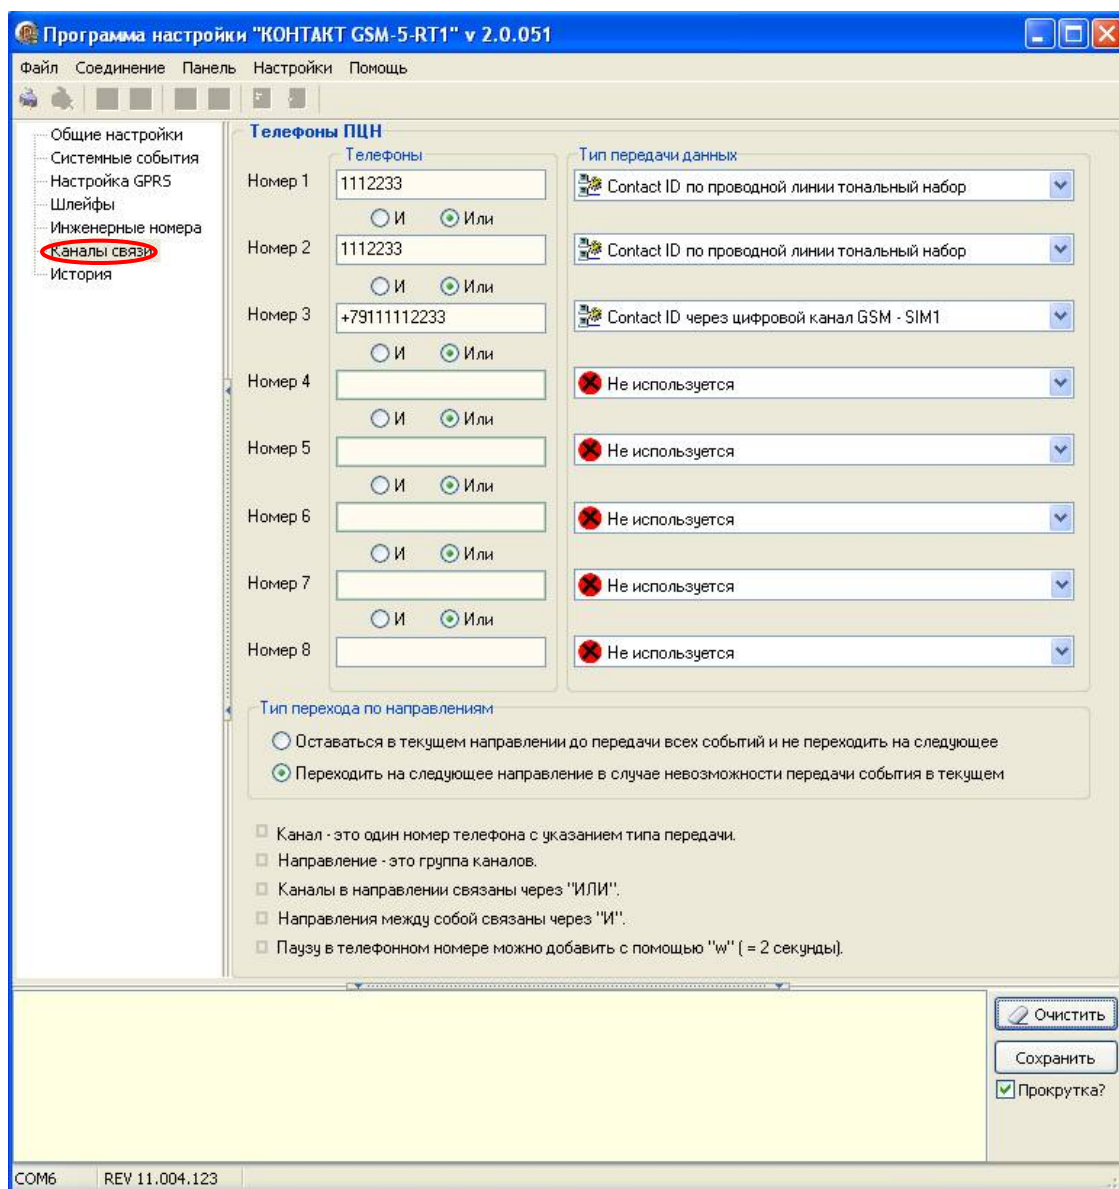 Программа настройки "КОНТАКТ GSM-5-RT1" v 2.0.051
Файл Соединение Панель Настройки Помощь
Общие настройки
Системные события
Настройка GPRS
Шлейфы
Инженерные номера
Каналы связи
История
Телефоны ПЦН
Телефоны Тип передачи данных
Номер 1 1112233 Contact ID по проводной линии тональный набор
И Или
Номер 2 1112233 Contact ID по проводной линии тональный набор
И Или
Номер 3 +79111112233 Contact ID через цифровой канал GSM - SIM1
И Или
Номер 4 Не используется
И Или
Номер 5 Не используется
И Или
Номер 6 Не используется
И Или
Номер 7 Не используется
И Или
Номер 8 Не используется
Тип перехода по направлениям
Оставаться в текущем направлении до передачи всех событий и не переходить на следующее
Переходить на следующее направление в случае невозможности передачи события в текущем
Канал - это один номер телефона с указанием типа передачи.
Направление - это группа каналов.
Каналы в направлении связаны через "ИЛИ".
Направления между собой связаны через "И".
Паузу в телефонном номере можно добавить с помощью "w" ( = 2 секунды).
Очистить
Сохранить
Прокрутка?
COM6 REV 11.004.123